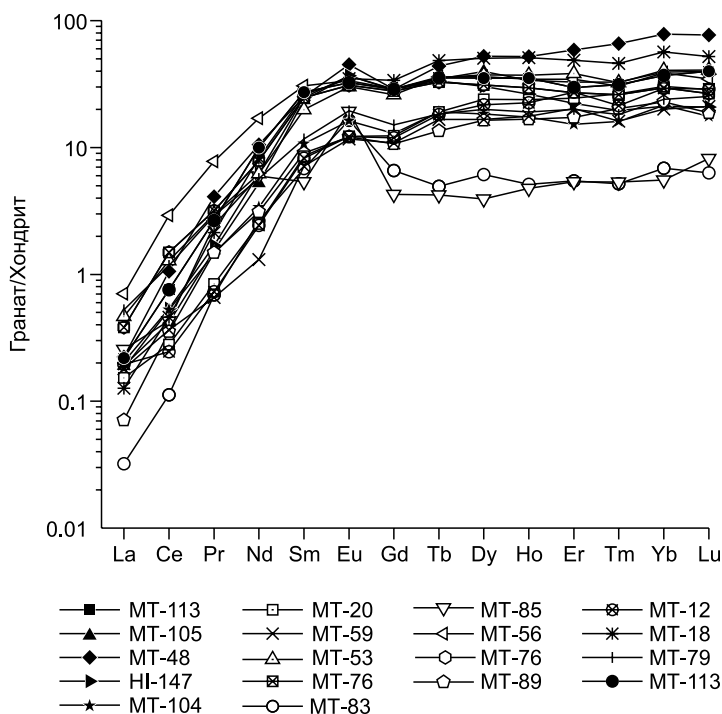 100
10
1
0.1
0.01
Гранат/Хондрит
La Ce Pr Nd Sm Eu Gd Tb Dy Ho Er Tm Yb Lu
MT-113 MT-20 MT-85 MT-12
MT-105 MT-59 MT-56 MT-18
MT-48 MT-53 MT-76 MT-79
HI-147 MT-76 MT-89 MT-113
MT-104 MT-83